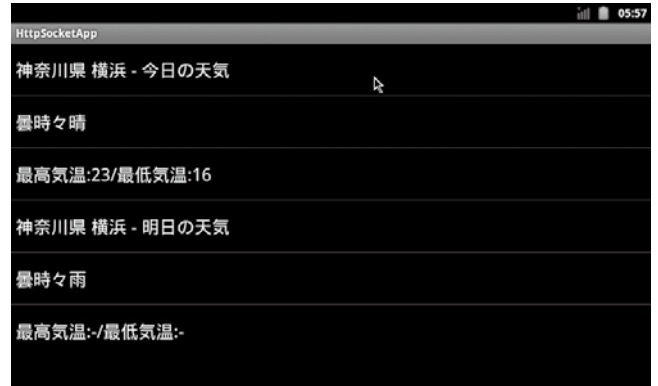 05:57
HttpSocketApp
神奈川県 横浜 - 今日の天気
曇時々晴
最高気温:23/最低気温:16
神奈川県 横浜 - 明日の天気
曇時々雨
最高気温:-/最低気温:-